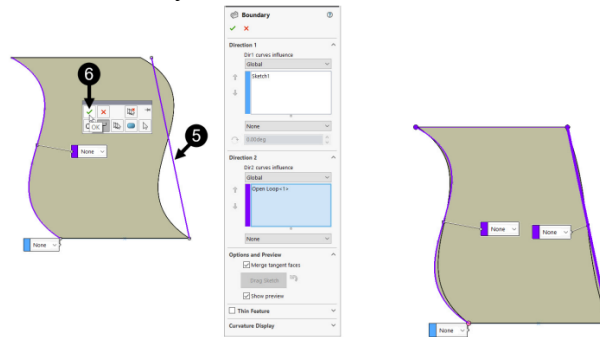 6
OK
5
None
None
Boundary
Direction 1
Dir1 curves influence
Global
Sketch1
None
0.00deg
Direction 2
Dir2 curves influence
Global
Open Loop<1>
None
Options and Preview
Merge tangent faces
Drag Sketch
Show preview
Thin Feature
Curvature Display
None
None
None